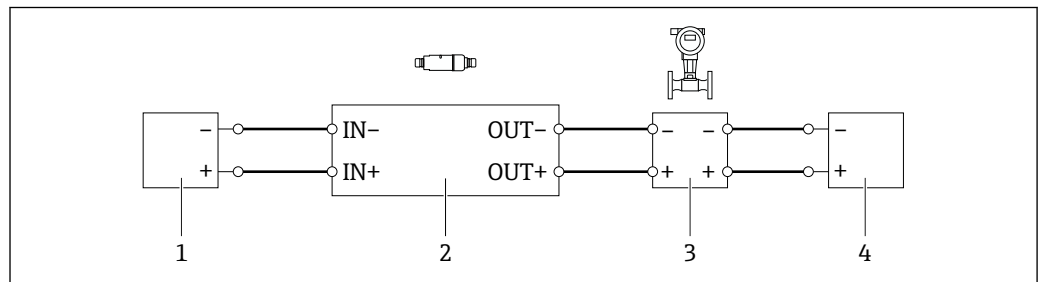 − IN− OUT− − − −
+ IN+ OUT+ + + +
1 2 3 4